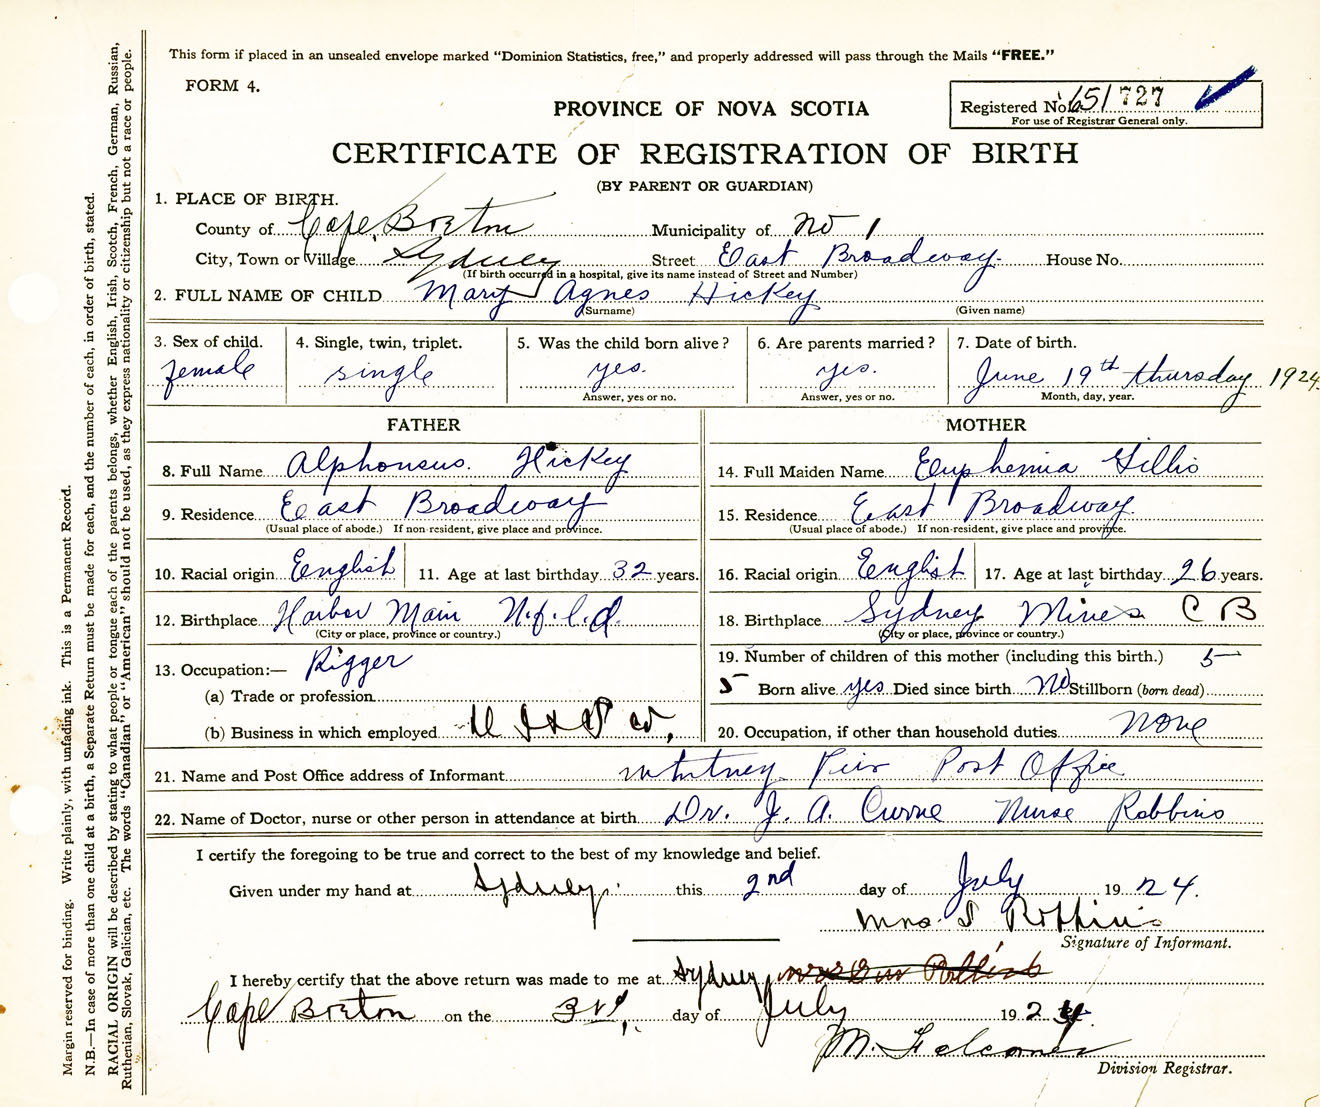 This form if placed in an unsealed envelope marked "Dominion Statistics, free," and properly addressed will pass through the Mails "FREE."
FORM 4.
PROVINCE OF NOVA SCOTIA
Registered No. 651727
For use of Registrar General only.
CERTIFICATE OF REGISTRATION OF BIRTH
(BY PARENT OR GUARDIAN)
1. PLACE OF BIRTH.
County of Cape Breton Municipality of No 1
City, Town or Village Sydney Street East Broadway. House No.
(If birth occurred in a hospital, give its name instead of Street and Number)
2. FULL NAME OF CHILD Mary Agnes Hickey
(Surname) (Given name)
3. Sex of child. 4. Single, twin, triplet. 5. Was the child born alive? 6. Are parents married? 7. Date of birth.
female single yes. yes. June 19th thursday 1924
Answer, yes or no. Answer, yes or no. Month, day, year.
FATHER MOTHER
8. Full Name Alphonsus. Hickey 14. Full Maiden Name Euphemia Gillis
9. Residence East Broadway 15. Residence East Broadway.
(Usual place of abode.) If non-resident, give place and province. (Usual place of abode.) If non-resident, give place and province.
10. Racial origin English 11. Age at last birthday 32 years. 16. Racial origin English 17. Age at last birthday 26 years.
12. Birthplace Harbor Main N.f.l.d. 18. Birthplace Sydney Mines C B
(City or place, province or country.) (City or place, province or country.)
13. Occupation:— Rigger 19. Number of children of this mother (including this birth.) 5
(a) Trade or profession 5 Born alive yes Died since birth No Stillborn (born dead)
(b) Business in which employed 20. Occupation, if other than household duties None
21. Name and Post Office address of Informant Whitney Pier Post Office
22. Name of Doctor, nurse or other person in attendance at birth Dr. J. A. Curne Nurse Robbins
I certify the foregoing to be true and correct to the best of my knowledge and belief.
Given under my hand at Sydney. this 2nd day of July 1924.
Mrs. Robbins
Signature of Informant.
I hereby certify that the above return was made to me at Sydney
Cape Breton on the 3rd, day of July 1924
M. Falconer
Division Registrar.
Margin reserved for binding. Write plainly, with unfading ink. This is a Permanent Record.
N.B.—In case of more than one child at a birth, a Separate Return must be made for each, and the number of each, in order of birth, stated.
RACIAL ORIGIN will be described by stating to what people or tongue each of the parents belongs, whether English, Irish, Scotch, French, German, Russian,
Ruthenian, Slovak, Galician, etc. The words "Canadian" or "American" should not be used, as they express nationality or citizenship but not a race or people.